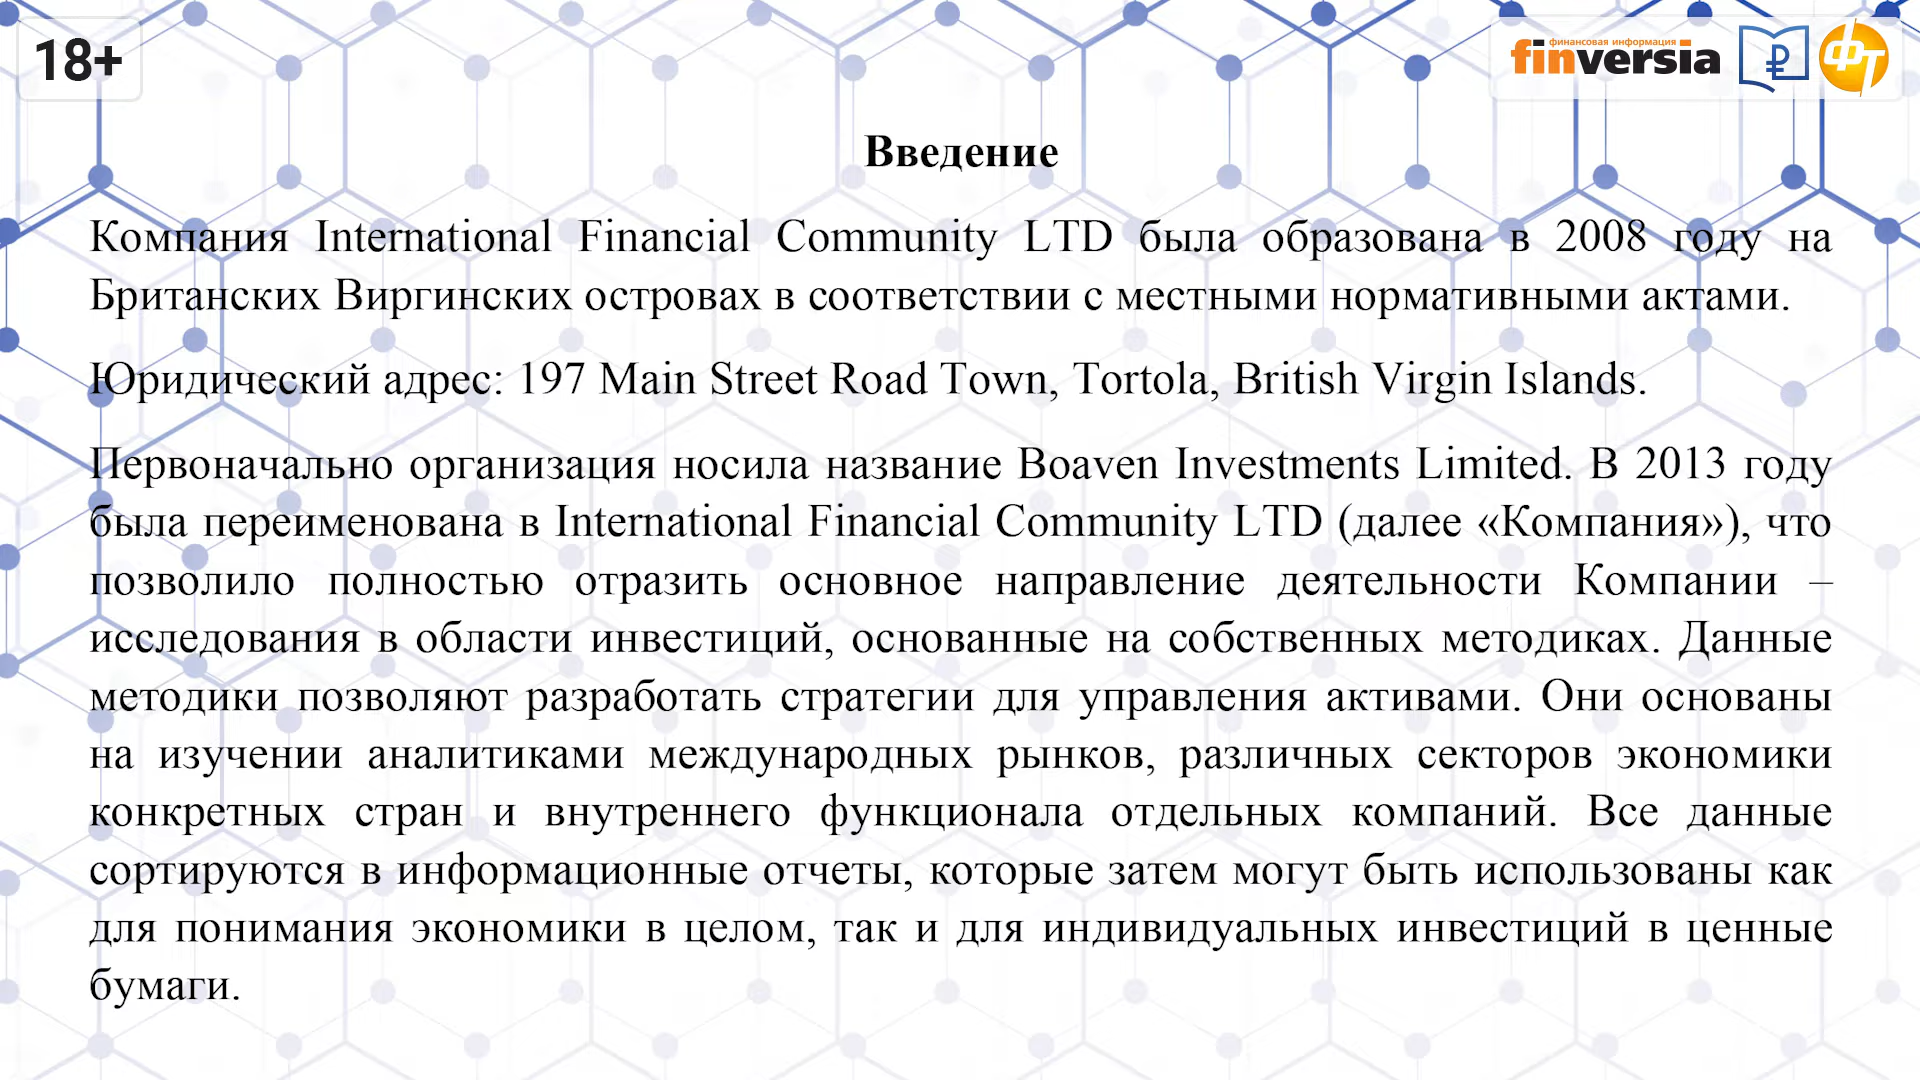 18+
финансовая информация
finversia
ФТ
Введение
Компания International Financial Community LTD была образована в 2008 году на
Британских Виргинских островах в соответствии с местными нормативными актами.
Юридический адрес: 197 Main Street Road Town, Tortola, British Virgin Islands.
Первоначально организация носила название Boaven Investments Limited. В 2013 году
была переименована в International Financial Community LTD (далее «Компания»), что
позволило полностью отразить основное направление деятельности Компании –
исследования в области инвестиций, основанные на собственных методиках. Данные
методики позволяют разработать стратегии для управления активами. Они основаны
на изучении аналитиками международных рынков, различных секторов экономики
конкретных стран и внутреннего функционала отдельных компаний. Все данные
сортируются в информационные отчеты, которые затем могут быть использованы как
для понимания экономики в целом, так и для индивидуальных инвестиций в ценные
бумаги.